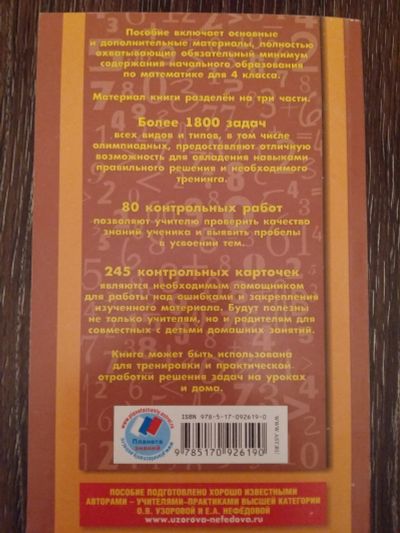 Пособие включает основные
и дополнительные материалы, полностью
охватывающие обязательный минимум
содержания начального образования
по математике для 4 класса.
Материал книги разделён на три части.
Более 1800 задач
всех видов и типов, в том числе
олимпиадных, предоставляют отличную
возможность для овладения навыками
правильного решения и необходимого
тренинга.
80 контрольных работ
позволяют учителю проверить качество
знаний ученика и выявить пробелы
в усвоении тем.
245 контрольных карточек
являются необходимым помощником
для работы над ошибками и закрепления
изученного материала. Будут полезны
не только учителям, но и родителям для
совместных с детьми домашних занятий.
Книга может быть использована
для тренировки и практической
отработки решения задач на уроках
и дома.
ISBN 978-5-17-092619-0
9 785170 926190
WWW.AST.RU
Планета
знаний
ПОСОБИЕ ПОДГОТОВЛЕНО ХОРОШО ИЗВЕСТНЫМИ
АВТОРАМИ – УЧИТЕЛЯМИ-ПРАКТИКАМИ ВЫСШЕЙ КАТЕГОРИИ
О.В. УЗОРОВОЙ И Е.А. НЕФЁДОВОЙ
www.uzorova-nefedova.ru